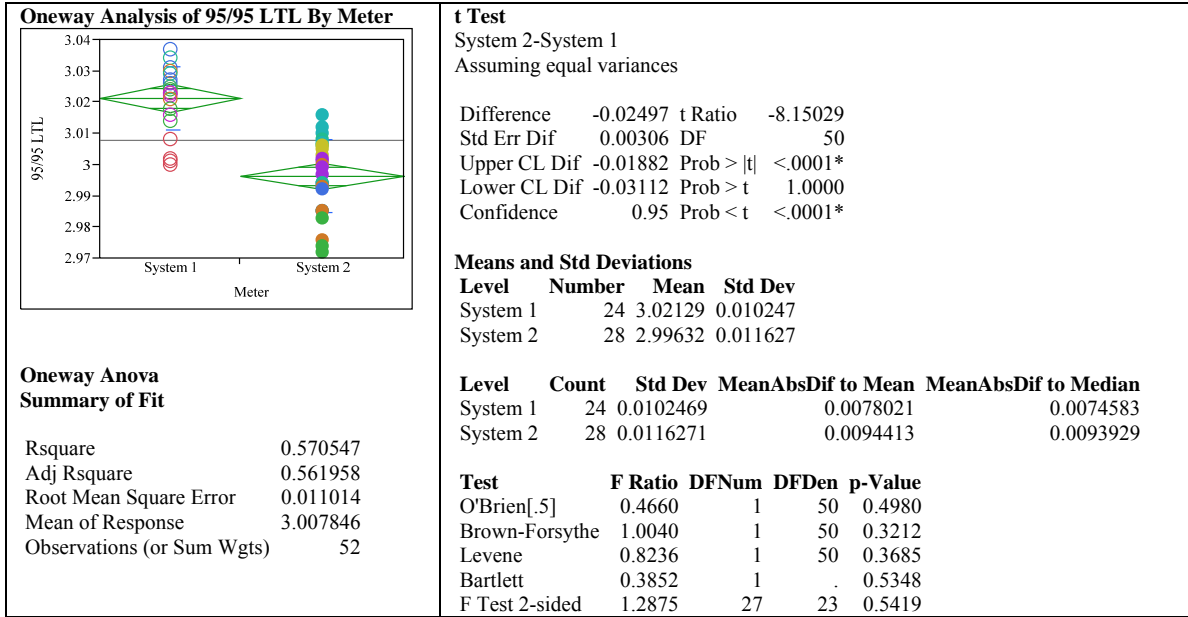 Oneway Analysis of 95/95 LTL By Meter
3.04
3.03
3.02
3.01
3
2.99
2.98
2.97
95/95 LTL
System 1
System 2
Meter
Oneway Anova
Summary of Fit
Rsquare 0.570547
Adj Rsquare 0.561958
Root Mean Square Error 0.011014
Mean of Response 3.007846
Observations (or Sum Wgts) 52
t Test
System 2-System 1
Assuming equal variances
Difference -0.02497 t Ratio -8.15029
Std Err Dif 0.00306 DF 50
Upper CL Dif -0.01882 Prob > |t| <.0001*
Lower CL Dif -0.03112 Prob > t 1.0000
Confidence 0.95 Prob < t <.0001*
Means and Std Deviations
Level Number Mean Std Dev
System 1 24 3.02129 0.010247
System 2 28 2.99632 0.011627
Level Count Std Dev MeanAbsDif to Mean MeanAbsDif to Median
System 1 24 0.0102469 0.0078021 0.0074583
System 2 28 0.0116271 0.0094413 0.0093929
Test F Ratio DFNum DFDen p-Value
O'Brien[.5] 0.4660 1 50 0.4980
Brown-Forsythe 1.0040 1 50 0.3212
Levene 0.8236 1 50 0.3685
Bartlett 0.3852 1 . 0.5348
F Test 2-sided 1.2875 27 23 0.5419